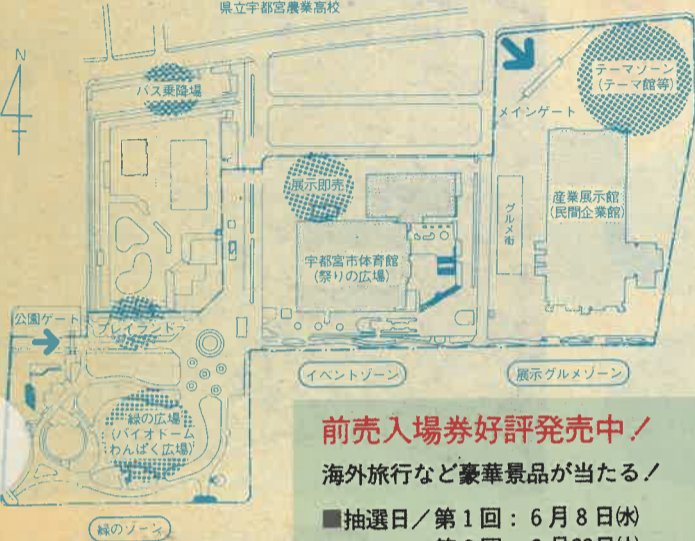 県立宇都宮農業高校
N
バス乗降場
テーマゾーン
(テーマ館等)
メインゲート
展示即売
グルメ街
産業展示館
(民間企業館)
宇都宮市体育館
(祭りの広場)
公園ゲート
プレイランド
イベントゾーン
展示グルメゾーン
緑の広場
(バイオトーム
わんぱく広場)
緑のゾーン
前売入場券好評発売中!
海外旅行など豪華景品が当たる!
■抽選日/第1回:6月8日㈬